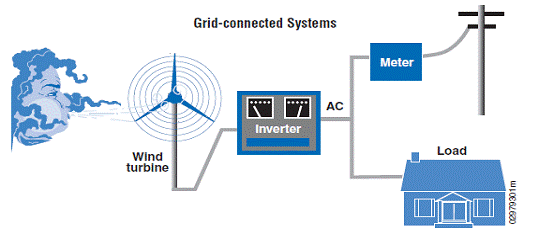 Grid-connected Systems
Meter
AC
Inverter
Wind
turbine
Load
02979301m